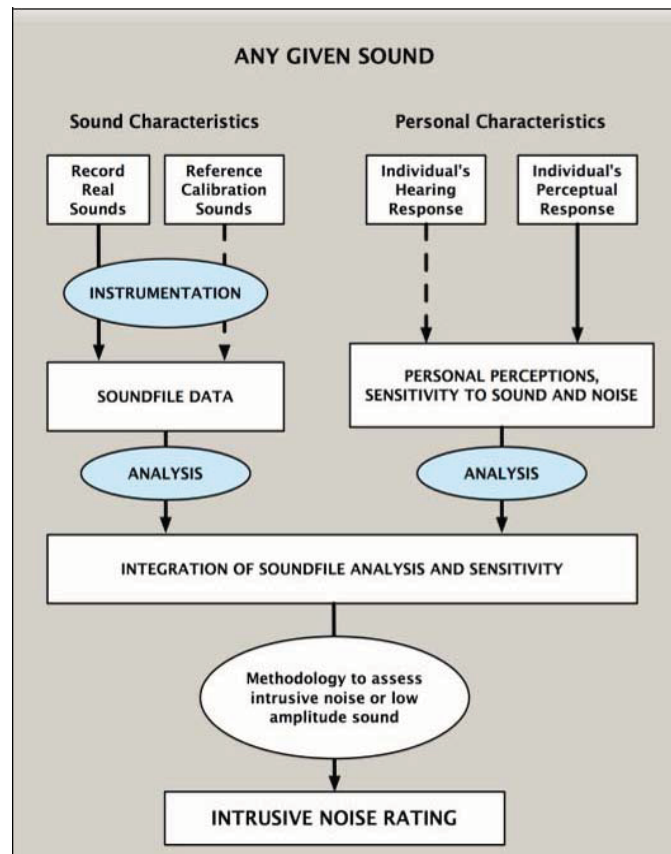 ANY GIVEN SOUND
Sound Characteristics
Personal Characteristics
Record
Real
Sounds
Reference
Calibration
Sounds
Individual's
Hearing
Response
Individual's
Perceptual
Response
INSTRUMENTATION
SOUNDFILE DATA
PERSONAL PERCEPTIONS,
SENSITIVITY TO SOUND AND NOISE
ANALYSIS
ANALYSIS
INTEGRATION OF SOUNDFILE ANALYSIS AND SENSITIVITY
Methodology to assess
intrusive noise or low
amplitude sound
INTRUSIVE NOISE RATING